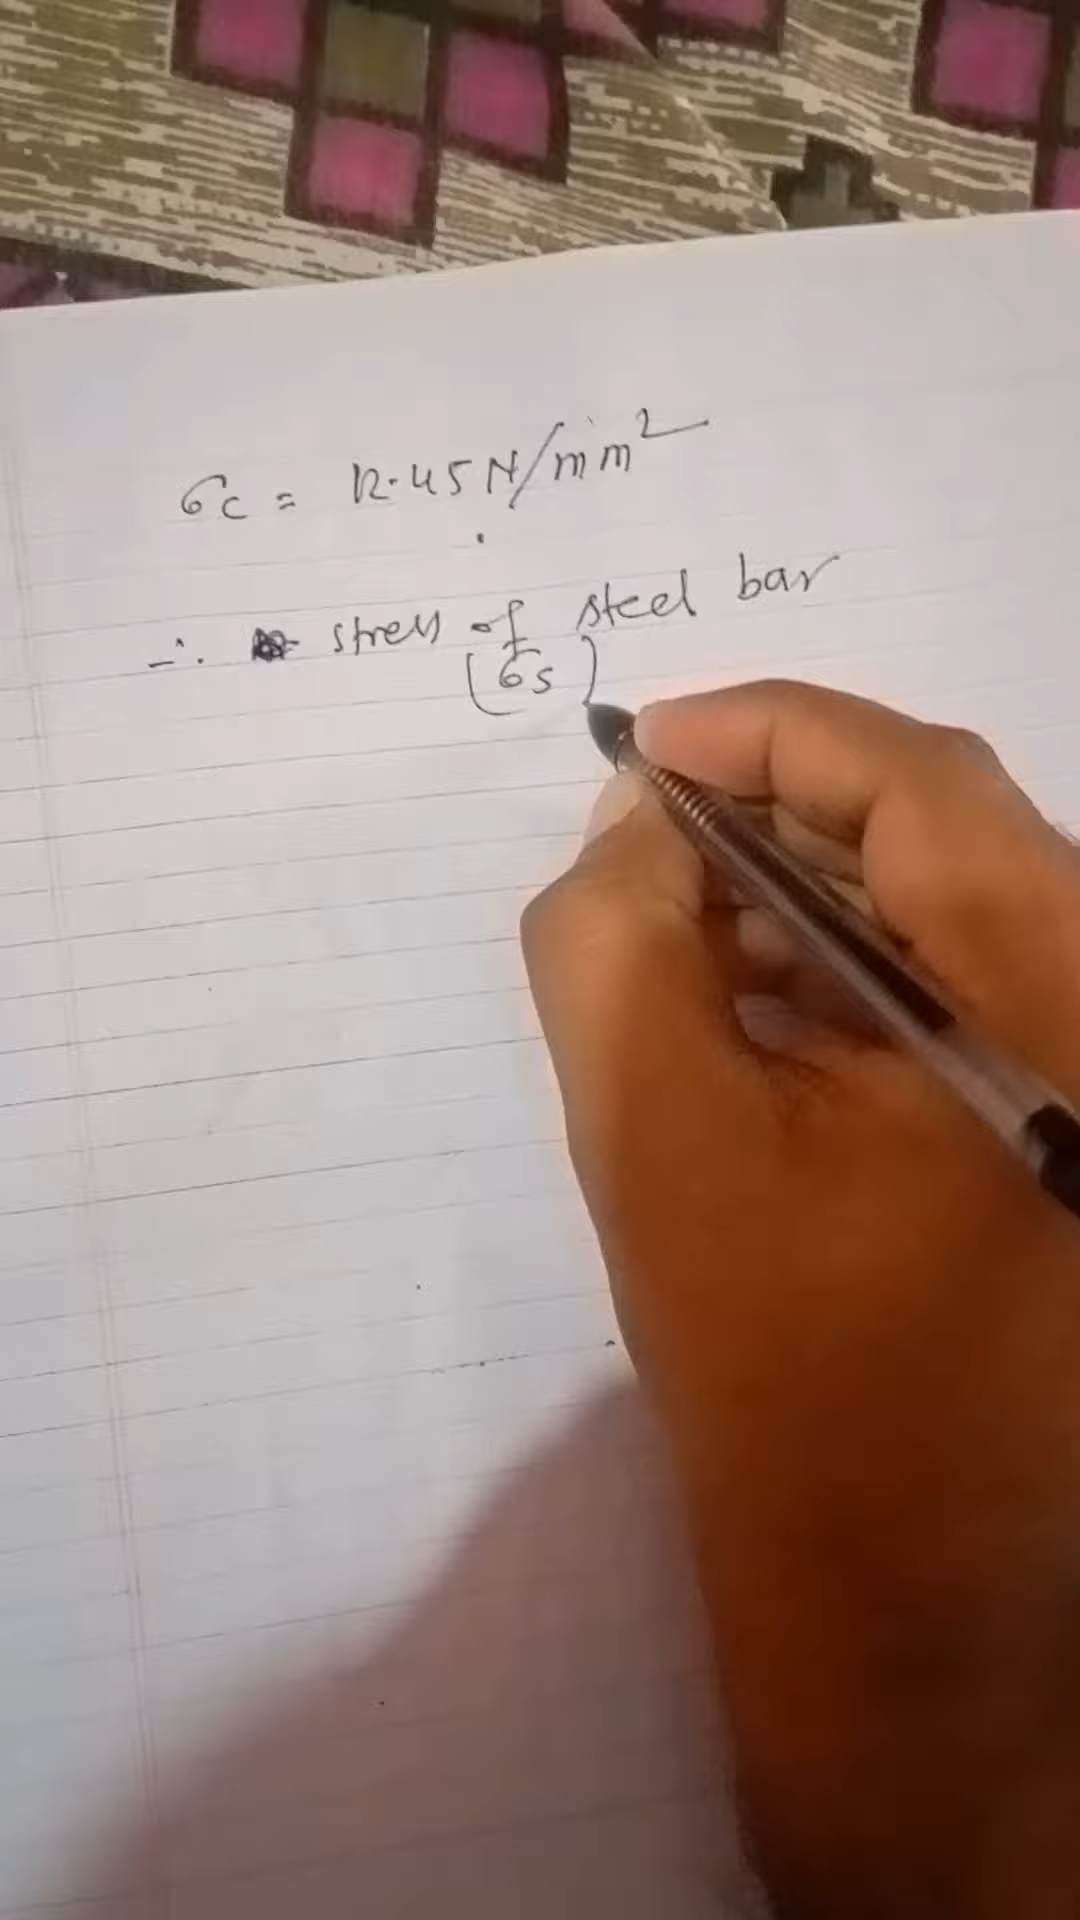 σc = 12.45 N/mm²
∴ stress of steel bar
(σs)